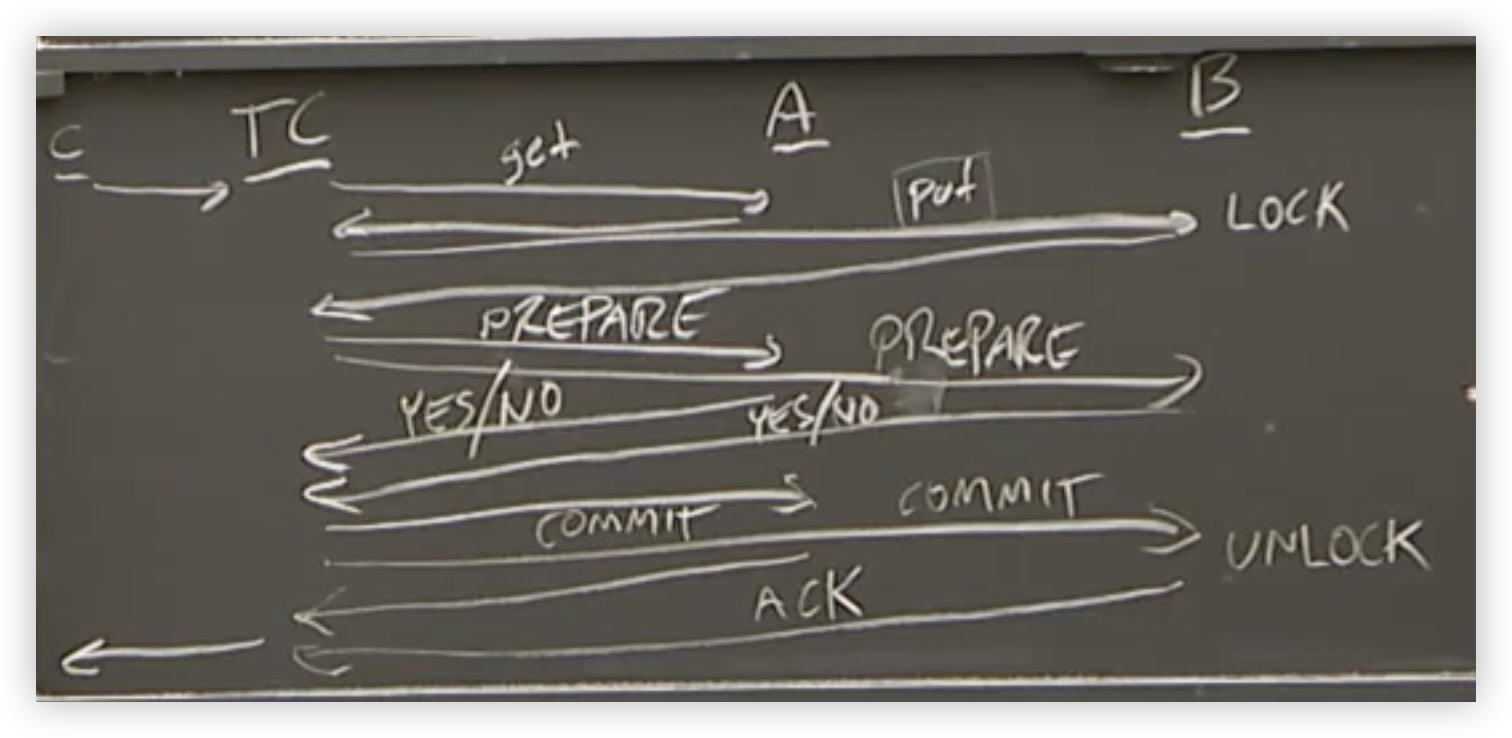 C TC A B
get
put LOCK
PREPARE PREPARE
YES/NO YES/NO
COMMIT COMMIT
UNLOCK
ACK